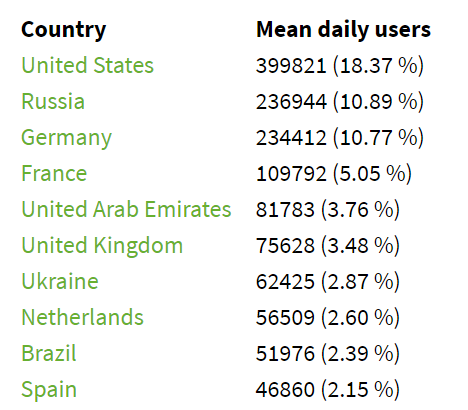 Country Mean daily users
United States 399821 (18.37 %)
Russia 236944 (10.89 %)
Germany 234412 (10.77 %)
France 109792 (5.05 %)
United Arab Emirates 81783 (3.76 %)
United Kingdom 75628 (3.48 %)
Ukraine 62425 (2.87 %)
Netherlands 56509 (2.60 %)
Brazil 51976 (2.39 %)
Spain 46860 (2.15 %)